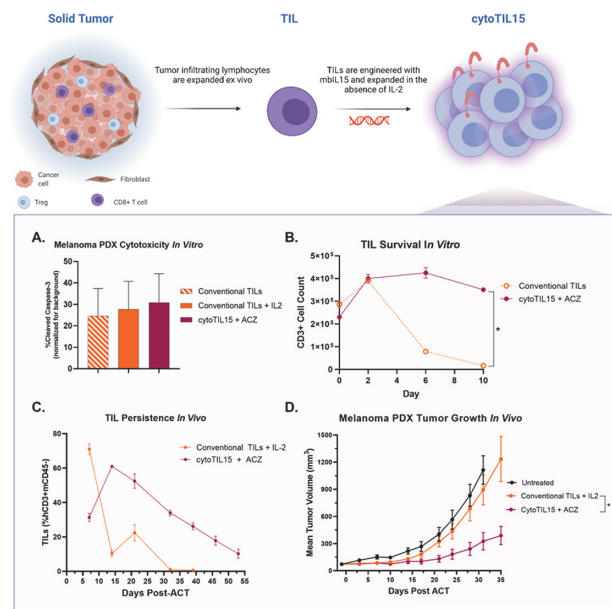 Solid Tumor
TIL
cytoTIL15
Tumor infiltrating lymphocytes
are expanded ex vivo
TILs are engineered with
mbIL15 and expanded in the
absence of IL-2
Cancer
cell
Fibroblast
Treg
CD8+ T cell
A. Melanoma PDX Cytotoxicity In Vitro
%Cleaved Caspase-3
(normalized for background)
50
40
30
20
10
0
Conventional TILs
Conventional TILs + IL2
cytoTIL15 + ACZ
B. TIL Survival In Vitro
CD3+ Cell Count
5×10⁵
4×10⁵
3×10⁵
2×10⁵
1×10⁵
0
0 2 4 6 8 10
Day
Conventional TILs
cytoTIL15 + ACZ
*
C. TIL Persistence In Vivo
TILs (%hCD3+mCD45-)
80
70
60
50
40
30
20
10
0
0 5 10 15 20 25 30 35 40 45 50 55
Days Post-ACT
Conventional TILs + IL-2
cytoTIL15 + ACZ
D. Melanoma PDX Tumor Growth In Vivo
Mean Tumor Volume (mm³)
1500
1200
900
600
300
0
0 5 10 15 20 25 30 35
Days Post ACT
Untreated
Conventional TILs + IL2
CytoTIL15 + ACZ
*